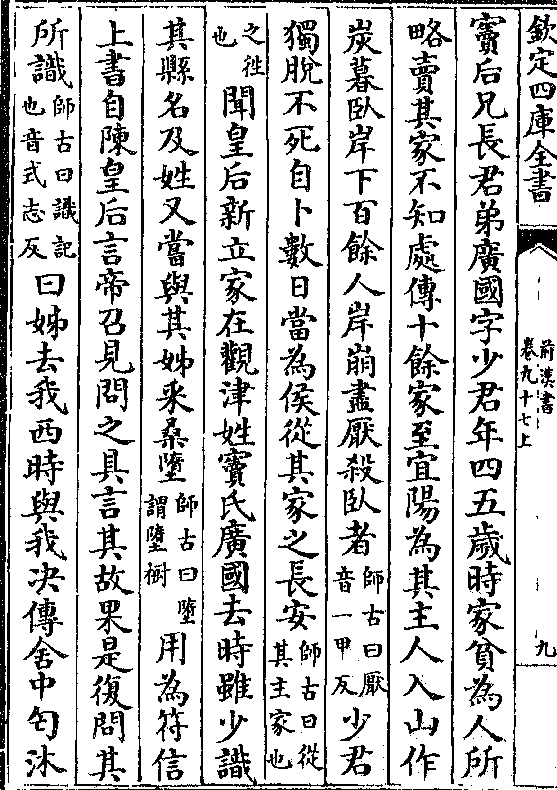 欽定四庫全書
前漢書
卷九十七上
九
竇后兄長君弟廣國字少君年四五歲時家貧為人所
略賣其家不知處傳十餘家至宜陽為其主人入山作
炭暮臥岸下百餘人岸崩盡厭殺臥者師古曰厭音一甲反少君
獨脫不死自卜數日當為侯從其家之長安師古曰從其主家也
之往也聞皇后新立家在觀津姓竇氏廣國去時雖少識
其縣名及姓又嘗與其姊采桑墮師古曰墮謂墮樹用為符信
上書自陳皇后言帝召見問之具言其故果是復問其
所識師古曰識記也音式志反曰姊去我西時與我決傳舍中匄沐